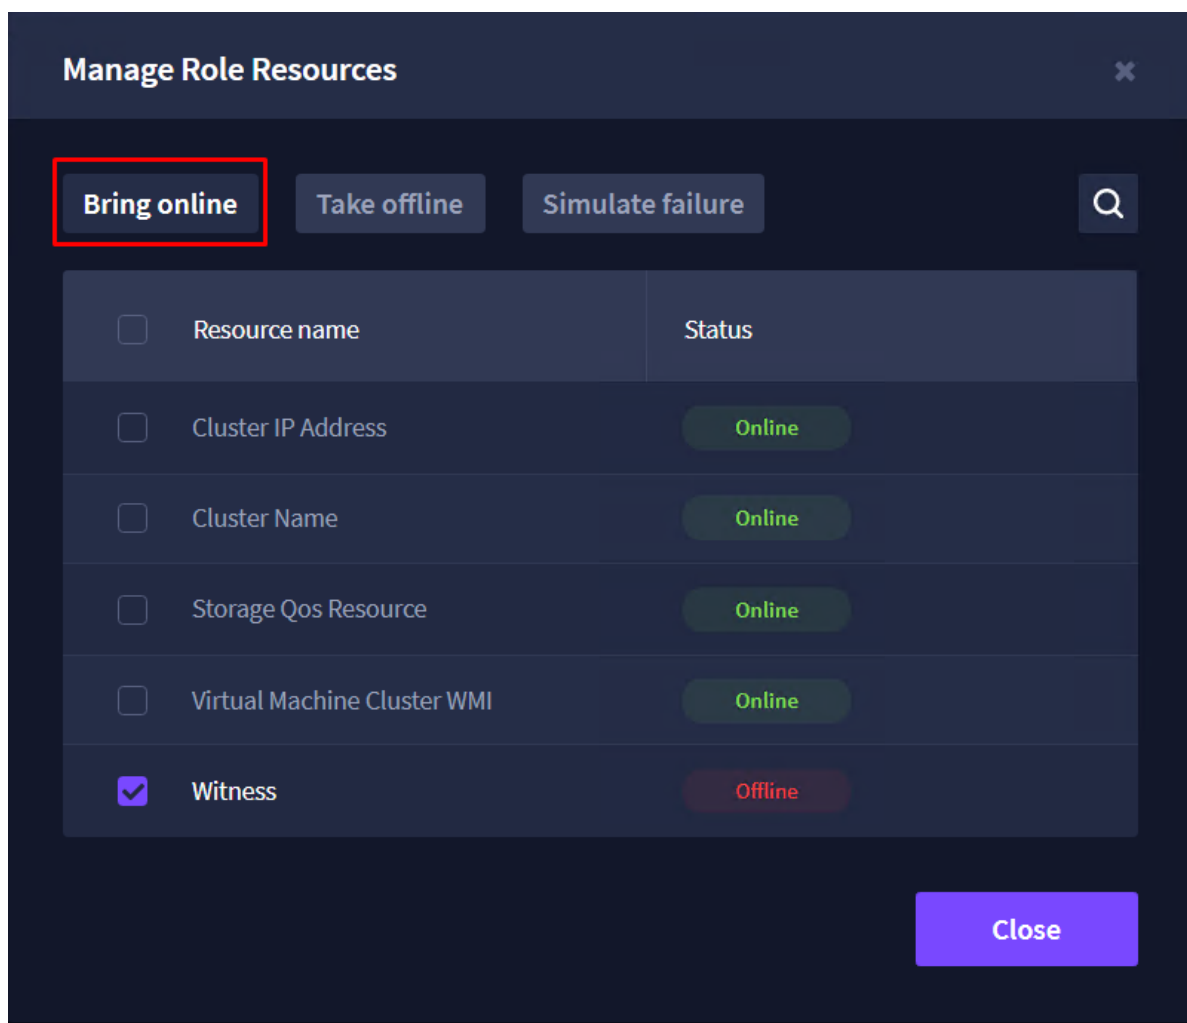 Manage Role Resources
Bring online Take offline Simulate failure
Resource name Status
Cluster IP Address Online
Cluster Name Online
Storage Qos Resource Online
Virtual Machine Cluster WMI Online
Witness Offline
Close